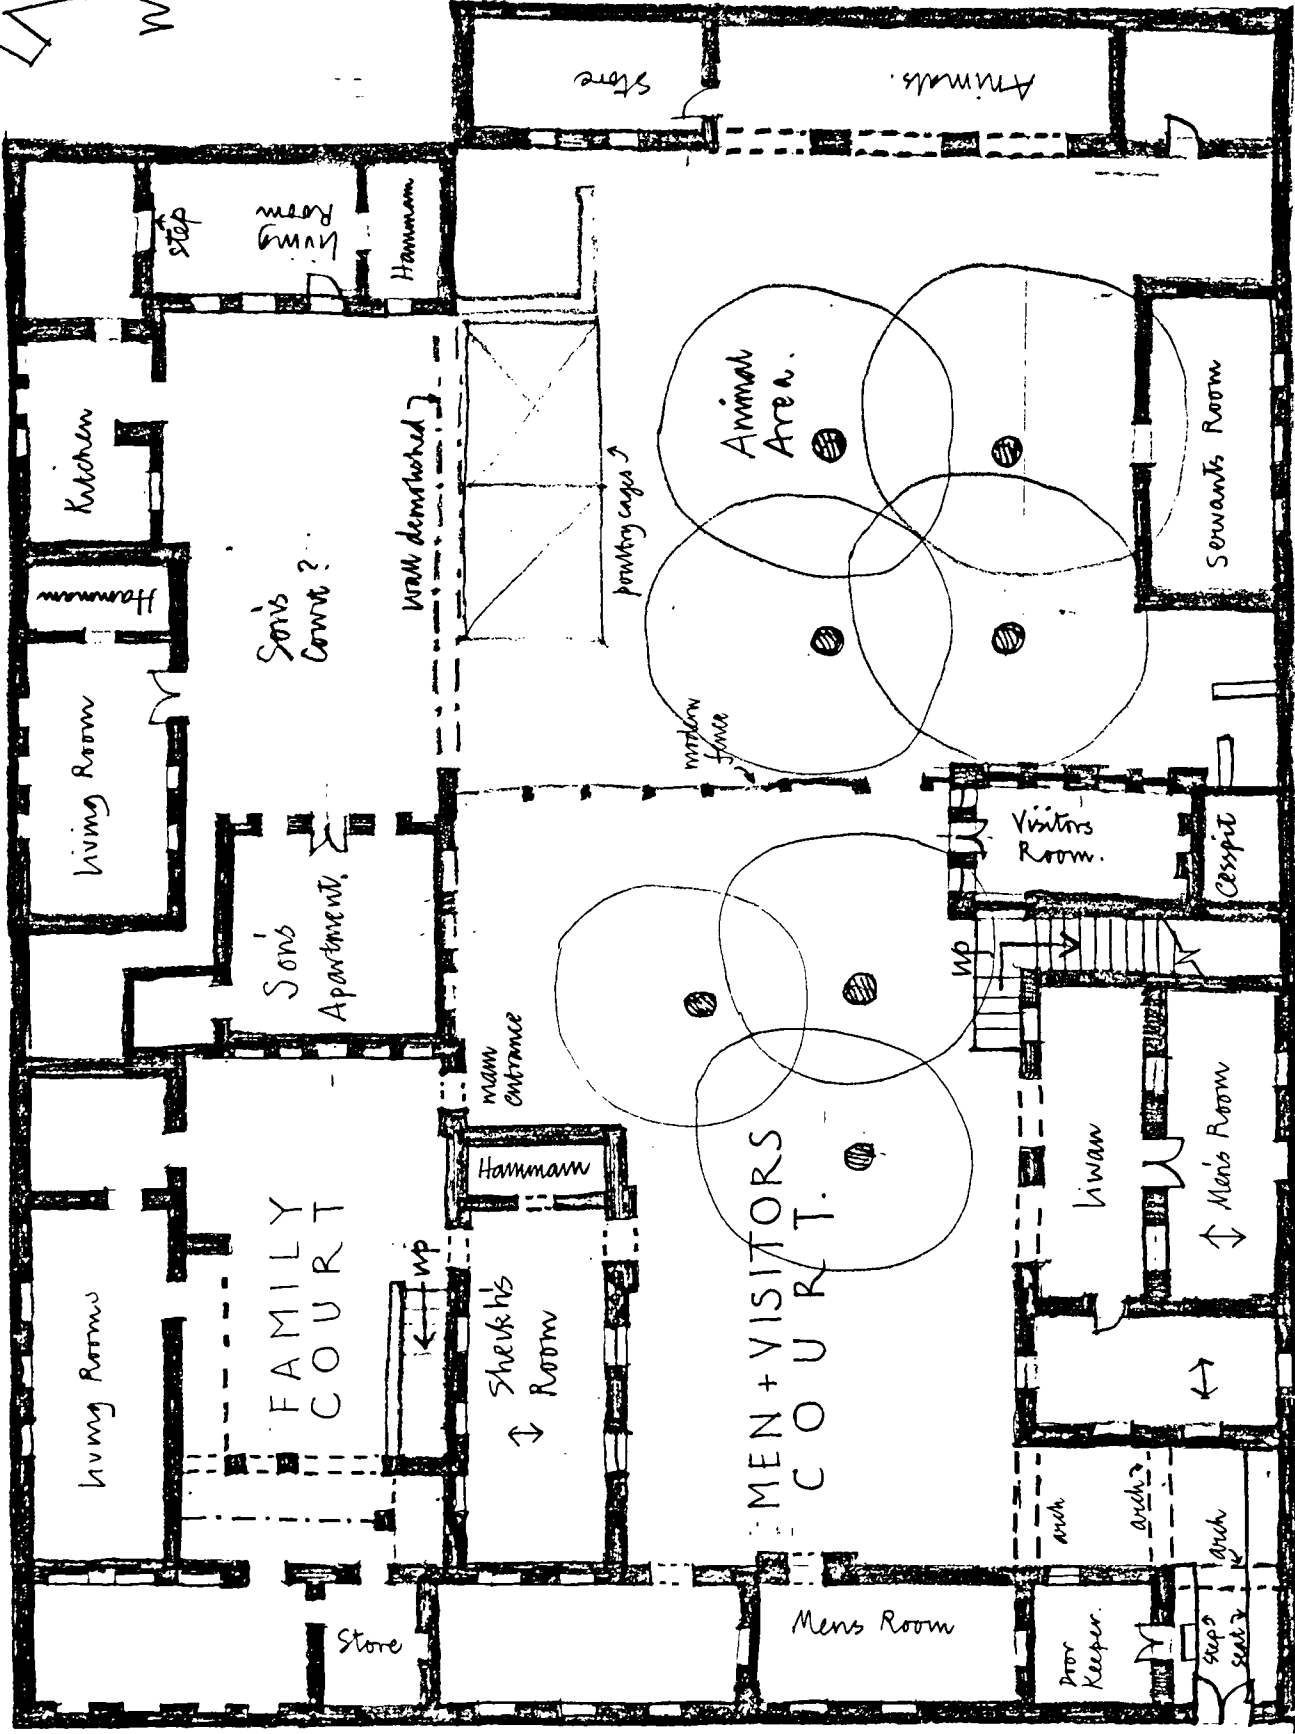 Store
Animals.
step
Living
Room
Hammam
Kitchen
wall demolished
Animal
Area.
poultry cages
Servants Room
Hammam
Son's
Court?
Living Room
modern
fence
Visitors
Room.
Cesspit
Son's
Apartment.
up
main
entrance
Hammam
Liwan
Men's Room
FAMILY
COURT
up
Sheikh's
Room
MEN + VISITORS
COURT.
Living Room
arch
arch
arch
Store
Mens Room
Door
Keeper.
step
seat